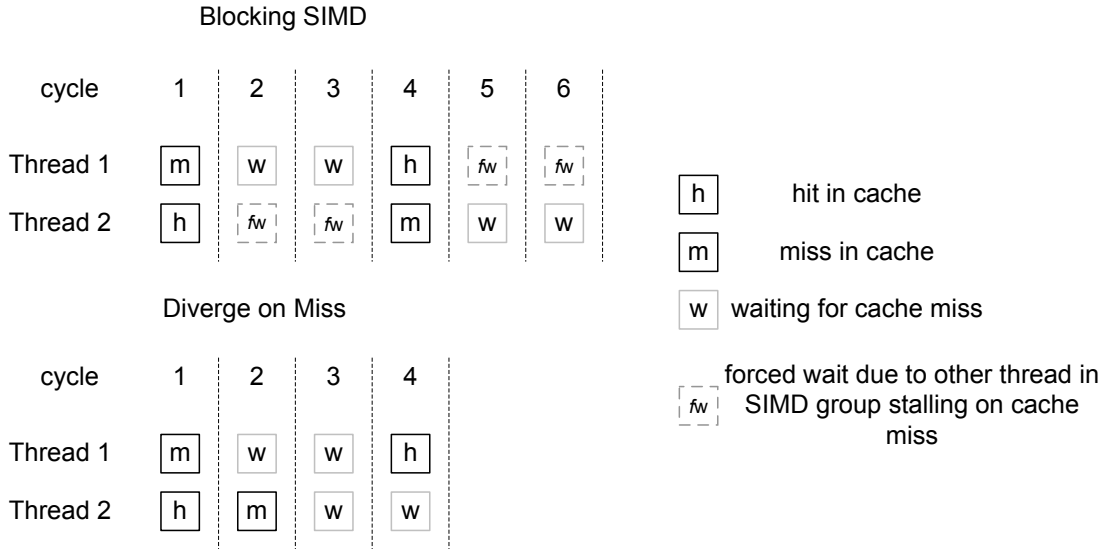 Blocking SIMD
cycle 1 2 3 4 5 6
Thread 1 m w w h fw fw
Thread 2 h fw fw m w w
Diverge on Miss
cycle 1 2 3 4
Thread 1 m w w h
Thread 2 h m w w
h hit in cache
m miss in cache
w waiting for cache miss
fw forced wait due to other thread in
SIMD group stalling on cache
miss